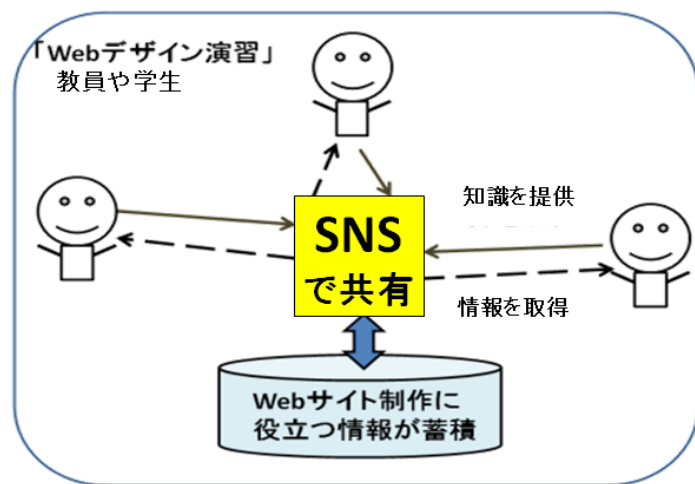 「Webデザイン演習」
教員や学生
知識を提供
SNS
で共有
情報を取得
Webサイト制作に
役立つ情報が蓄積